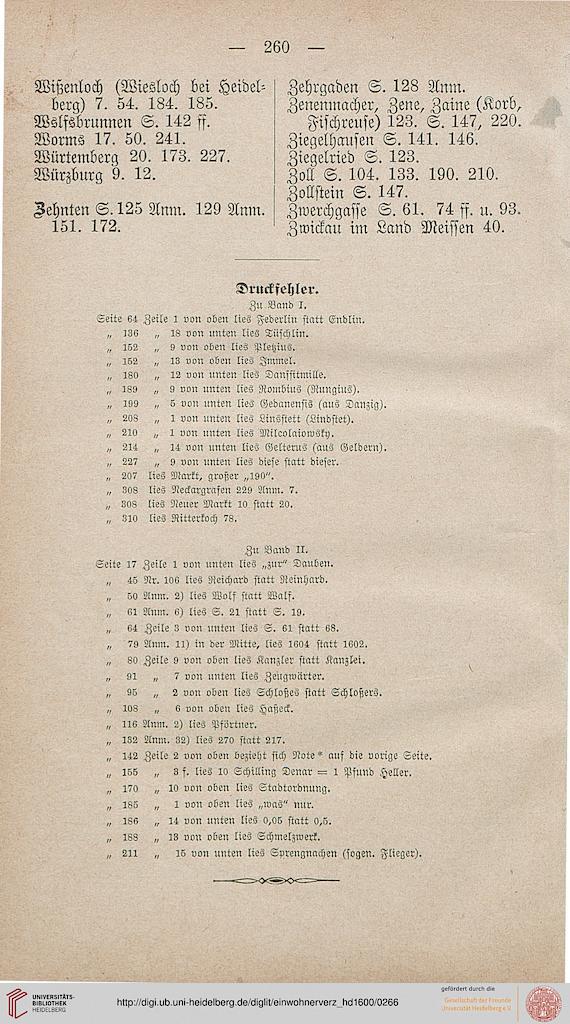 — 260 —
Wißenloch (Wiesloch bei Heidel-
berg) 7. 54. 184. 185.
Wolfsbrunnen S. 142 ff.
Worms 17. 50. 241.
Würtemberg 20. 173. 227.
Würzburg 9. 12.
Zehnten S. 125 Anm. 129 Anm.
151. 172.
Zehrgaden S. 128 Anm.
Zenenmacher, Zene, Zaine (Korb,
Fischreuse) 123. S. 147, 220.
Ziegelhausen S. 141. 146.
Ziegelried S. 123.
Zoll S. 104. 133. 190. 210.
Zollstein S. 147.
Zwerchgasse S. 61. 74 ff. u. 93.
Zwickau im Land Meissen 40.
Druckfehler.
Zu Band I.
Seite 64 Zeile 1 von oben lies Federlin statt Endlin.
„ 136 „ 18 von unten lies Tüschlin.
„ 152 „ 9 von oben lies Pletzius.
„ 152 „ 13 von oben lies Immel.
„ 180 „ 12 von unten lies Danssitmille.
„ 189 „ 9 von unten lies Rombius (Rungius).
„ 199 „ 5 von unten lies Gedanensis (aus Danzig).
„ 208 „ 1 von unten lies Linsstett (Lindstet).
„ 210 „ 1 von unten lies Milcolaiowsky.
„ 214 „ 14 von unten lies Gelterus (aus Geldern).
„ 227 „ 9 von unten lies diese statt dieser.
„ 207 lies Markt, großer „190“.
„ 308 lies Neckargrafen 229 Anm. 7.
„ 308 lies Neuer Markt 10 statt 20.
„ 310 lies Ritterkoch 78.
Zu Band II.
Seite 17 Zeile 1 von unten lies „zur“ Dauben.
„ 45 Nr. 106 lies Reichard statt Reinhard.
„ 50 Anm. 2) lies Wolf statt Walf.
„ 61 Anm. 6) lies S. 21 statt S. 19.
„ 64 Zeile 3 von unten lies S. 61 statt 68.
„ 79 Anm. 11) in der Mitte, lies 1604 statt 1602.
„ 80 Zeile 9 von oben lies Kanzler statt Kanzlei.
„ 91 „ 7 von unten lies Zeugwärter.
„ 95 „ 2 von oben lies Schloßes statt Schloßers.
„ 108 „ 6 von oben lies Haßeck.
„ 116 Anm. 2) lies Pförtner.
„ 132 Anm. 32) lies 270 statt 217.
„ 142 Zeile 2 von oben bezieht sich Note * auf die vorige Seite.
„ 155 „ 3 f. lies 10 Schilling Denar = 1 Pfund Heller.
„ 170 „ 10 von oben lies Stadtordnung.
„ 185 „ 1 von oben lies „was“ nur.
„ 186 „ 14 von unten lies 0,05 statt 0,5.
„ 188 „ 13 von oben lies Schmelzwerk.
„ 211 „ 15 von unten lies Sprengnachen (sogen. Flieger).
UNIVERSITÄTS-
BIBLIOTHEK
HEIDELBERG
http://digi.ub.uni-heidelberg.de/diglit/einwohnerverz_hd1600/0266
gefördert durch die
Gesellschaft der Freunde
Universität Heidelberg e.V.